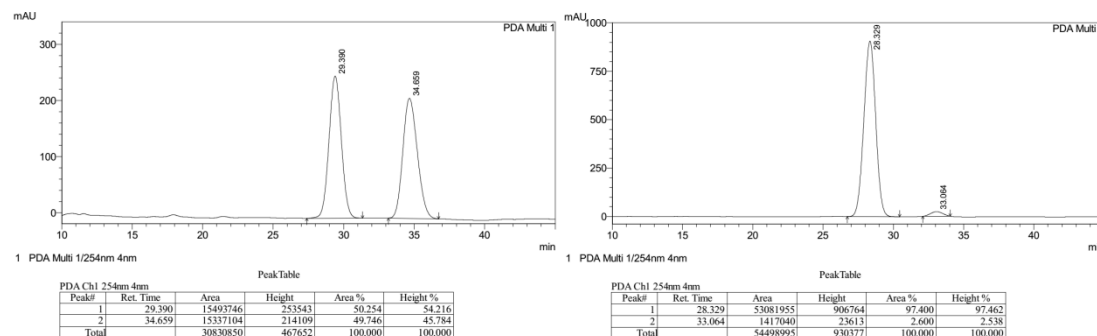 mAU
PDA Multi 1
300
29.390
34.659
200
100
0
10 20 30 40
min
1 PDA Multi 1/254nm 4nm
PeakTable
PDA Ch1 254nm 4nm
Peak# Ret. Time Area Height Area % Height %
1 29.390 15493746 253543 50.254 54.216
2 34.659 15337104 214109 49.746 45.784
Total 30830850 467652 100.000 100.000
mAU
1000
PDA Multi
28.329
750
500
250
33.064
0
10 20 30 40
m
1 PDA Multi 1/254nm 4nm
PeakTable
PDA Ch1 254nm 4nm
Peak# Ret. Time Area Height Area % Height %
1 28.329 53081955 906764 97.400 97.462
2 33.064 1417040 23613 2.600 2.538
Total 54498995 930377 100.000 100.000